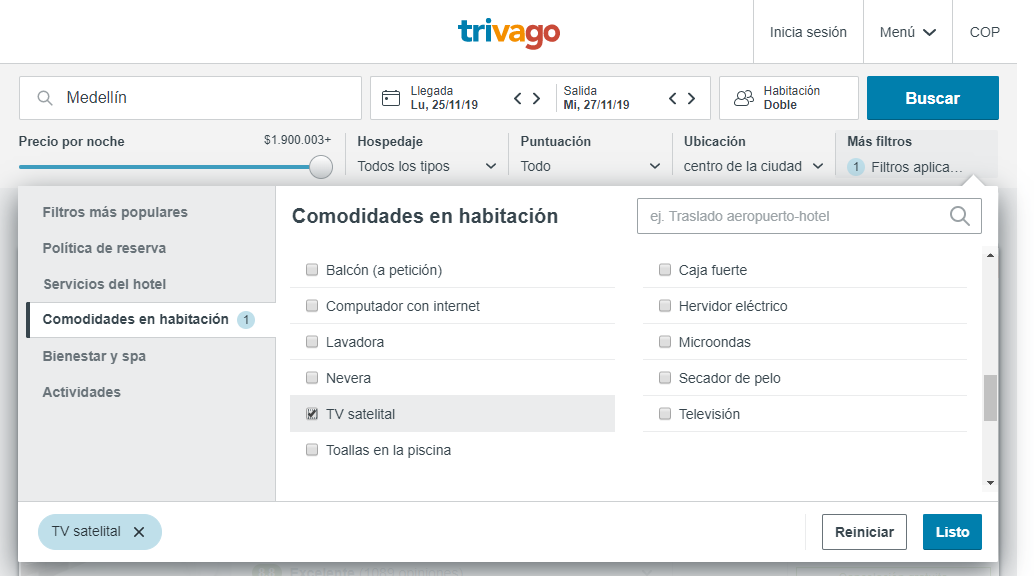 trivago
Inicia sesión
Menú
COP
Medellín
Llegada
Lu, 25/11/19
Salida
Mi, 27/11/19
Habitación
Doble
Buscar
Precio por noche
$1.900.003+
Hospedaje
Todos los tipos
Puntuación
Todo
Ubicación
centro de la ciudad
Más filtros
1 Filtros aplica...
Filtros más populares
Política de reserva
Servicios del hotel
Comodidades en habitación 1
Bienestar y spa
Actividades
Comodidades en habitación
ej. Traslado aeropuerto-hotel
Balcón (a petición)
Caja fuerte
Computador con internet
Hervidor eléctrico
Lavadora
Microondas
Nevera
Secador de pelo
TV satelital
Televisión
Toallas en la piscina
TV satelital
Reiniciar
Listo
Excelente (1059 opiniones)